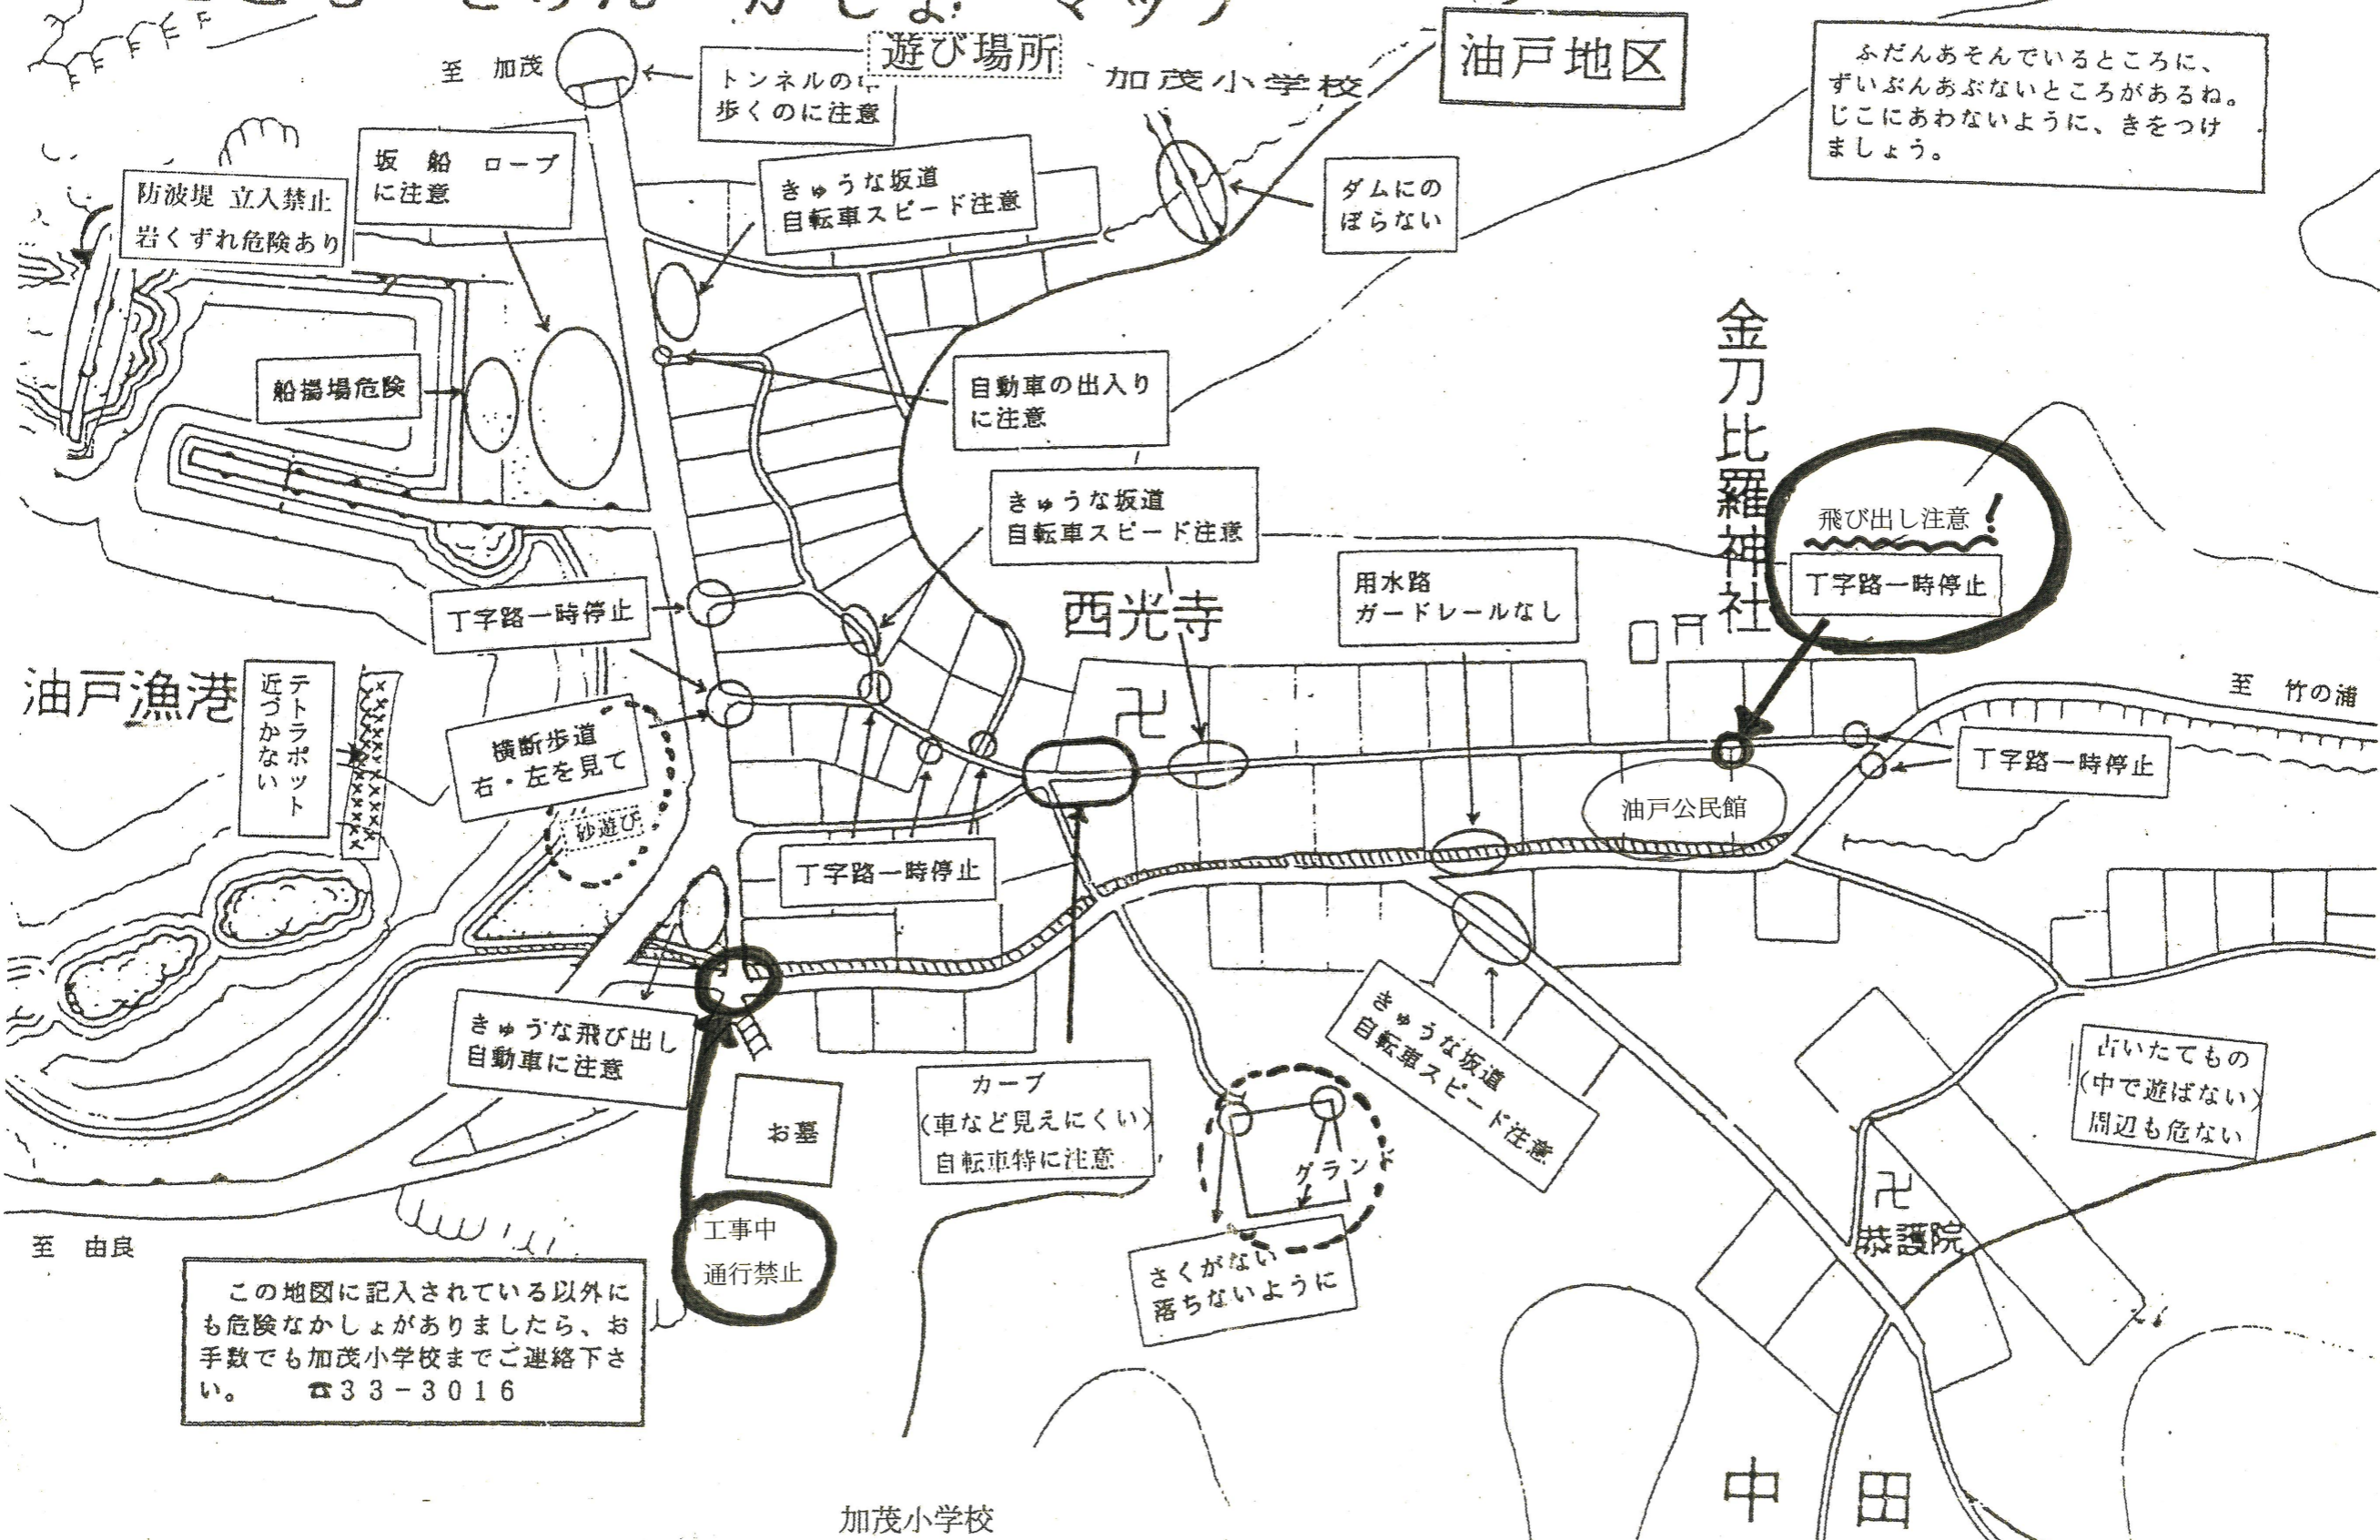 こども きけん かしょ マップ
至 加茂
トンネルの中
歩くのに注意
遊び場所
加茂小学校
油戸地区
ふだんあそんでいるところに、
ずいぶんあぶないところがあるね。
じこにあわないように、きをつけ
ましょう。
坂 船 ロープ
に注意
防波堤 立入禁止
岩くずれ危険あり
きゅうな坂道
自転車スピード注意
ダムにの
ぼらない
船揚場危険
自動車の出入り
に注意
きゅうな坂道
自転車スピード注意
金刀比羅神社
飛び出し注意!
丁字路一時停止
丁字路一時停止
西光寺
用水路
ガードレールなし
油戸漁港
テトラポット
近づかない
横断歩道
右・左を見て
砂遊び
至 竹の浦
丁字路一時停止
油戸公民館
丁字路一時停止
きゅうな飛び出し
自動車に注意
お墓
カーブ
(車など見えにくい)
自転車特に注意
グランド
きゅうな坂道
自転車スピード注意
古いたてもの
(中で遊ばない)
周辺も危ない
卍
卍
恭護院
至 由良
工事中
通行禁止
さくがない
落ちないように
この地図に記入されている以外に
も危険なかしょがありましたら、お
手数でも加茂小学校までご連絡下さ
い。 ☎33-3016
中田
加茂小学校